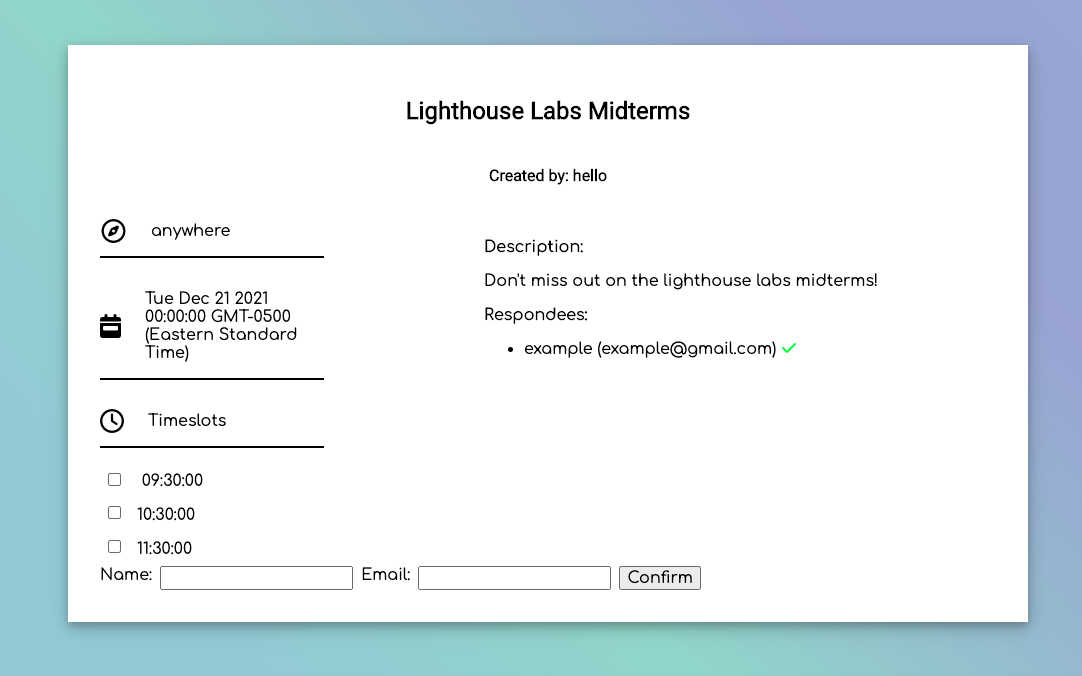 Lighthouse Labs Midterms
Created by: hello
anywhere
Tue Dec 21 2021
00:00:00 GMT-0500
(Eastern Standard
Time)
Timeslots
09:30:00
10:30:00
11:30:00
Description:
Don't miss out on the lighthouse labs midterms!
Respondees:
example (example@gmail.com)
Name: Email: Confirm